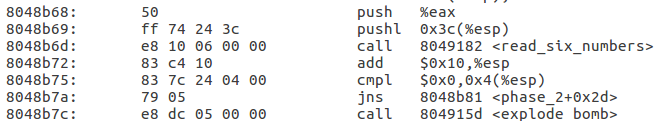 8048b68: 50 push %eax
8048b69: ff 74 24 3c pushl 0x3c(%esp)
8048b6d: e8 10 06 00 00 call 8049182 <read_six_numbers>
8048b72: 83 c4 10 add $0x10,%esp
8048b75: 83 7c 24 04 00 cmpl $0x0,0x4(%esp)
8048b7a: 79 05 jns 8048b81 <phase_2+0x2d>
8048b7c: e8 dc 05 00 00 call 804915d <explode_bomb>